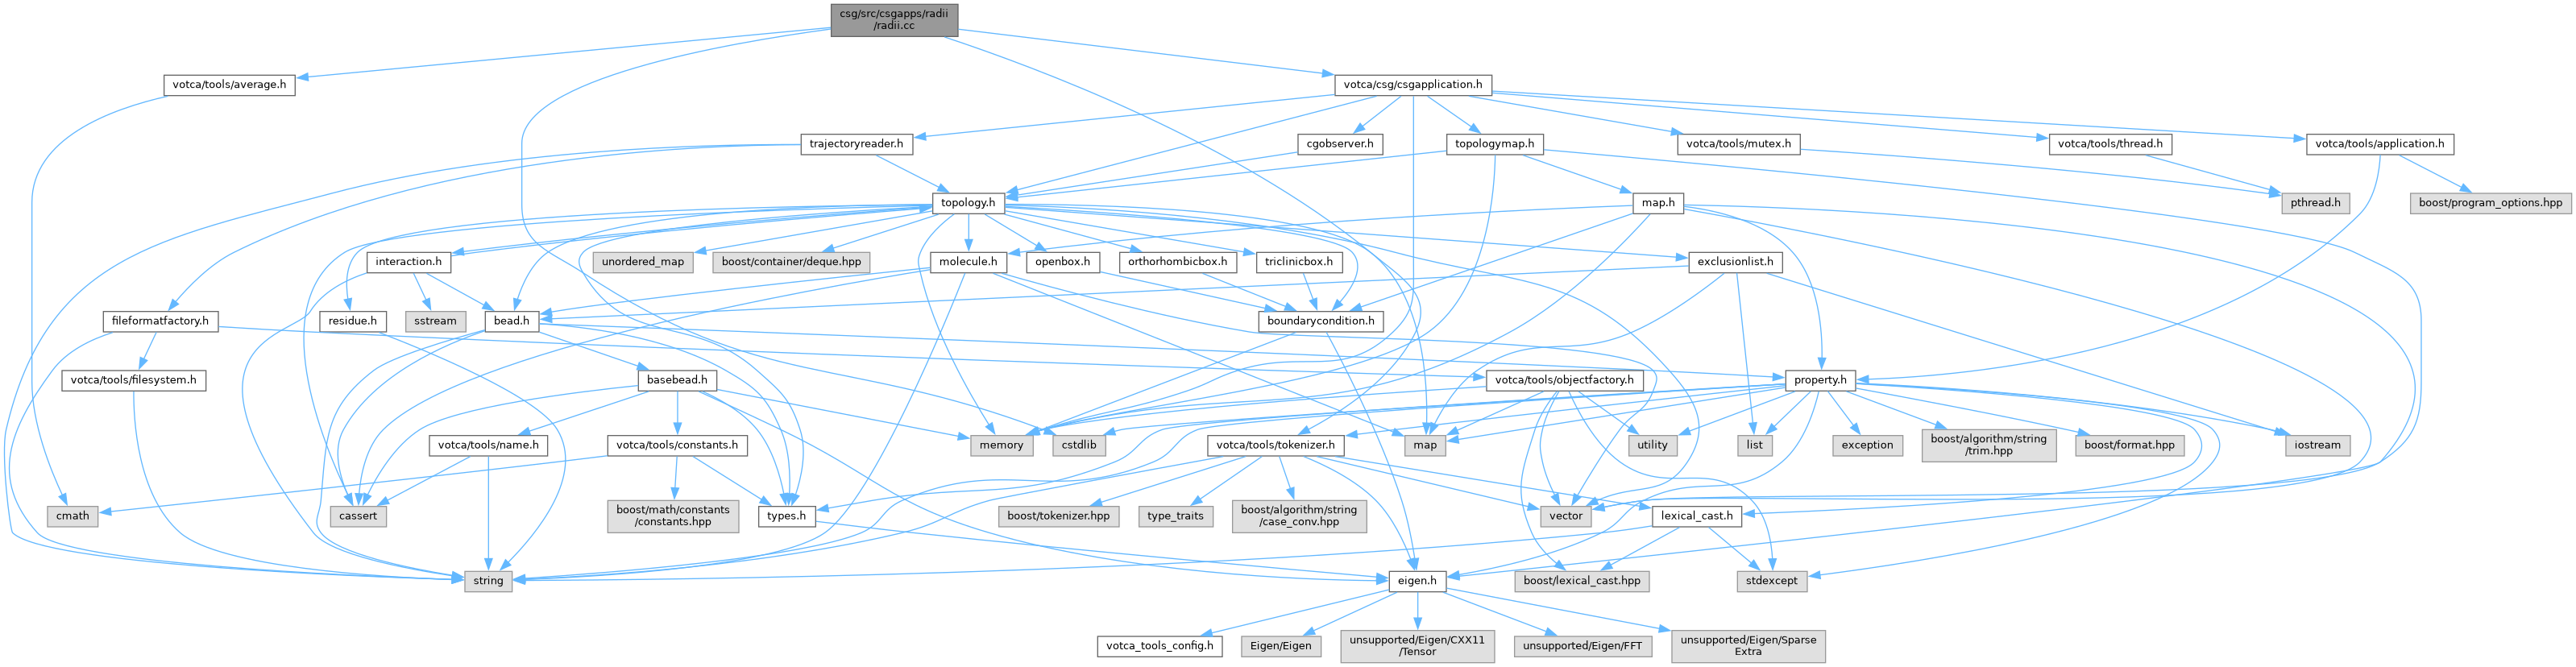 csg/src/csgapps/radii
/radii.cc
votca/tools/average.h
votca/csg/csgapplication.h
trajectoryreader.h
cgobserver.h
topologymap.h
votca/tools/mutex.h
votca/tools/thread.h
votca/tools/application.h
topology.h
map.h
pthread.h
boost/program_options.hpp
interaction.h
unordered_map
boost/container/deque.hpp
molecule.h
openbox.h
orthorhombicbox.h
triclinicbox.h
exclusionlist.h
fileformatfactory.h
residue.h
sstream
bead.h
boundarycondition.h
votca/tools/filesystem.h
basebead.h
votca/tools/objectfactory.h
property.h
votca/tools/name.h
votca/tools/constants.h
memory
cstdlib
votca/tools/tokenizer.h
map
utility
list
exception
boost/algorithm/string
/trim.hpp
boost/format.hpp
iostream
cmath
cassert
boost/math/constants
/constants.hpp
types.h
boost/tokenizer.hpp
type_traits
boost/algorithm/string
/case_conv.hpp
vector
lexical_cast.h
string
eigen.h
boost/lexical_cast.hpp
stdexcept
votca_tools_config.h
Eigen/Eigen
unsupported/Eigen/CXX11
/Tensor
unsupported/Eigen/FFT
unsupported/Eigen/Sparse
Extra